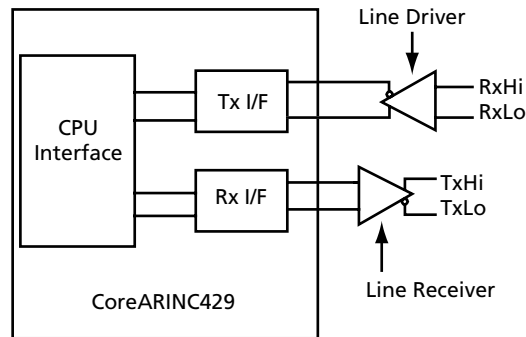 Line Driver
Tx I/F
RxHi
RxLo
CPU
Interface
Rx I/F
TxHi
TxLo
Line Receiver
CoreARINC429